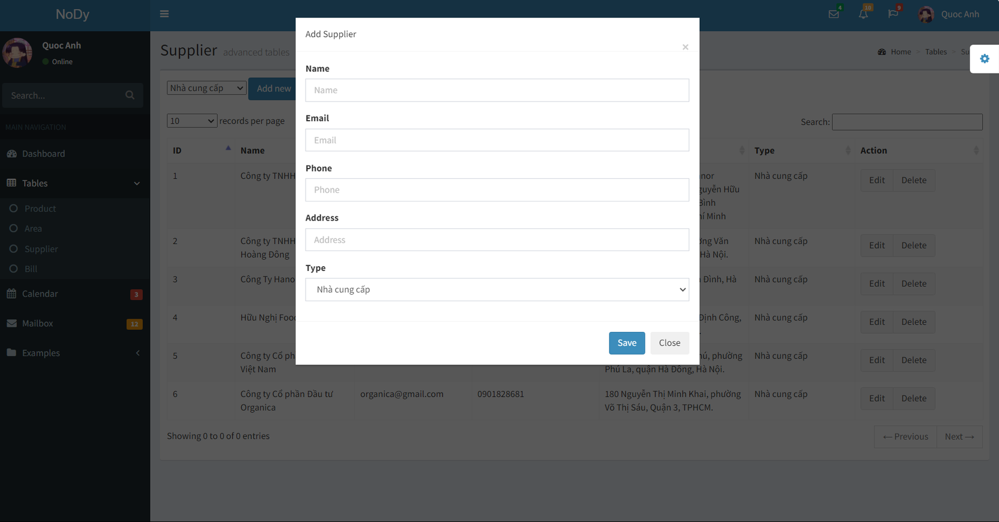 NoDy
4
10
9
Quoc Anh
Quoc Anh
Online
Search...
MAIN NAVIGATION
Dashboard
Tables
Product
Area
Supplier
Bill
Calendar
3
Mailbox
12
Examples
Supplier advanced tables
Home > Tables > Su
Nhà cung cấp
Add new
10 records per page
Search:
ID
Name
Type
Action
1
Công ty TNHH
nor
guyễn Hữu
Bình
hí Minh
Nhà cung cấp
Edit
Delete
2
Công ty TNHH
Hoàng Đông
ờng Văn
Hà Nội.
Nhà cung cấp
Edit
Delete
3
Công Ty Hano
Đình, Hà
Nhà cung cấp
Edit
Delete
4
Hữu Nghị Food
Định Công,
Nhà cung cấp
Edit
Delete
5
Công ty Cổ ph
Việt Nam
hú, phường
Phú La, quận Hà Đông, Hà Nội.
Nhà cung cấp
Edit
Delete
6
Công ty Cổ phần Đầu tư
Organica
organica@gmail.com
0901828681
180 Nguyễn Thị Minh Khai, phường
Võ Thị Sáu, Quận 3, TPHCM.
Nhà cung cấp
Edit
Delete
Showing 0 to 0 of 0 entries
← Previous
Next →
Add Supplier
×
Name
Name
Email
Email
Phone
Phone
Address
Address
Type
Nhà cung cấp
Save
Close